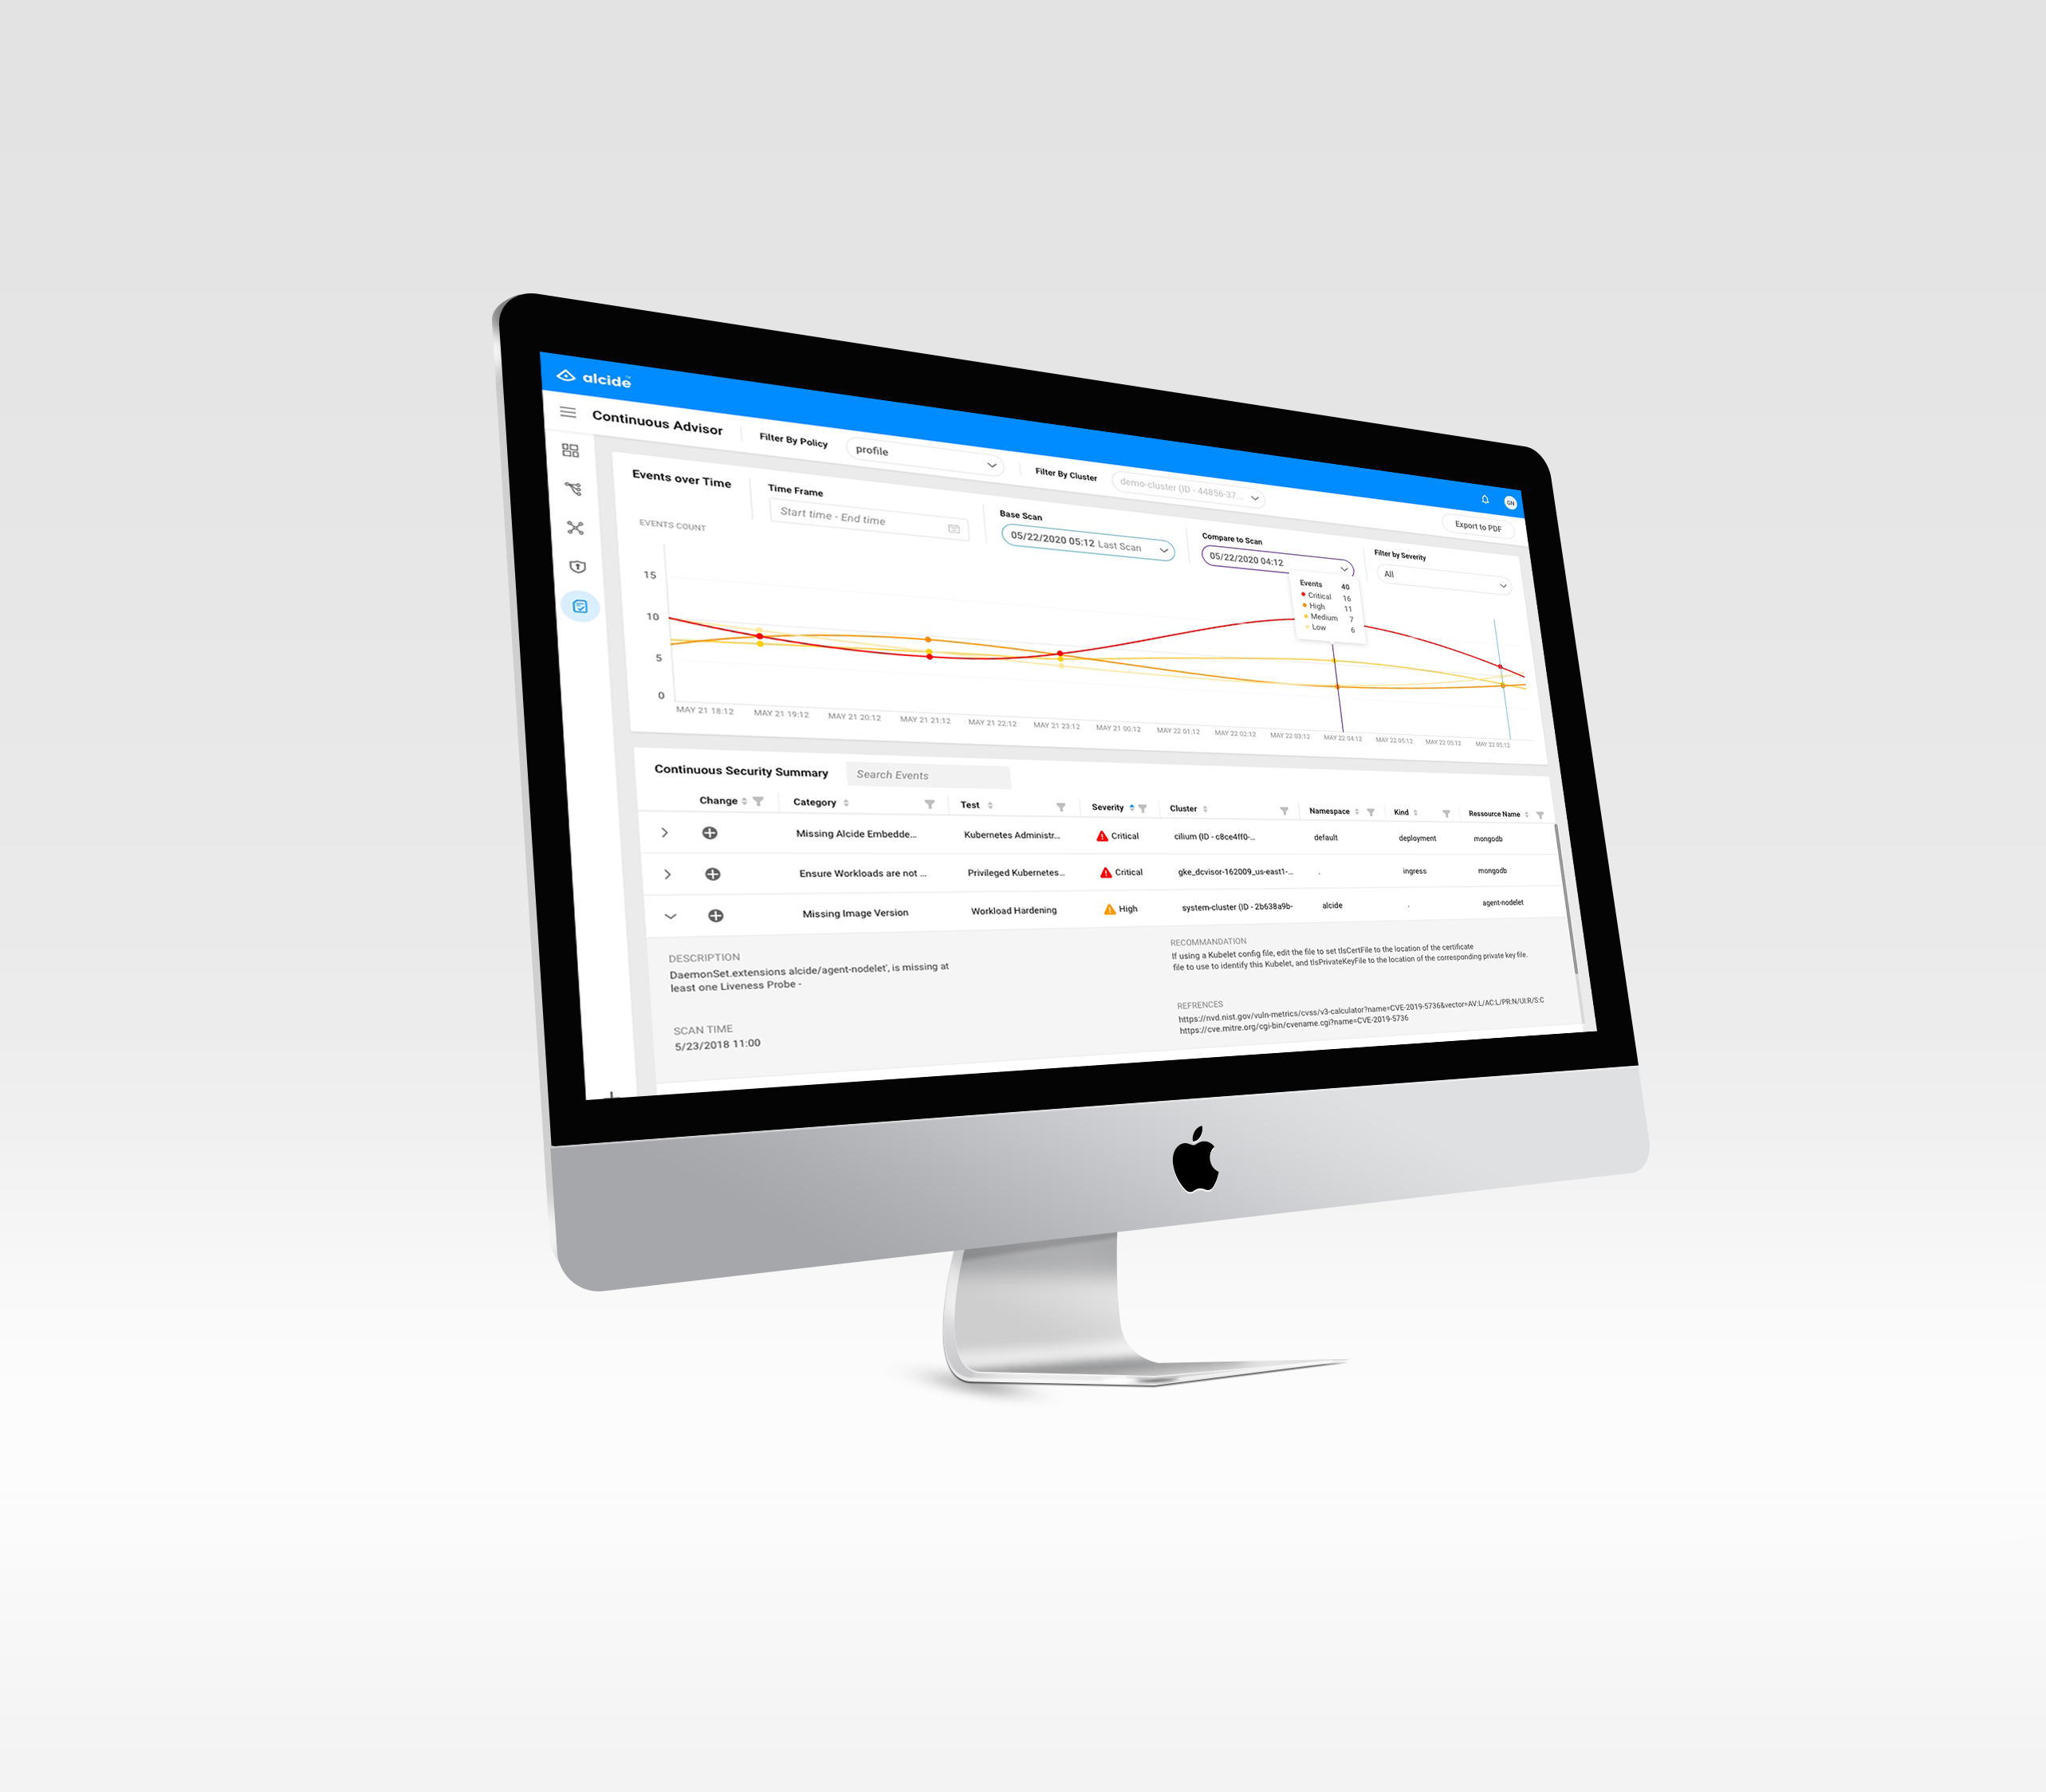 alcide
GN
Continuous Advisor
Filter By Policy
profile
Filter By Cluster
demo-cluster (ID - 44856-37...
Export to PDF
Events over Time
Time Frame
Start time - End time
Base Scan
05/22/2020 05:12 Last Scan
Compare to Scan
05/22/2020 04:12
Filter by Severity
All
EVENTS COUNT
15
10
5
0
Events 40
Critical 16
High 11
Medium 7
Low 6
MAY 21 18:12 MAY 21 19:12 MAY 21 20:12 MAY 21 21:12 MAY 21 22:12 MAY 21 23:12 MAY 21 00:12 MAY 22 01:12 MAY 22 02:12 MAY 22 03:12 MAY 22 04:12 MAY 22 05:12 MAY 22 05:12 MAY 22 05:12
Continuous Security Summary
Search Events
Change Category Test Severity Cluster Namespace Kind Ressource Name
Missing Alcide Embedde... Kubernetes Administr... Critical cilium (ID - c8ce4ff0-... default deployment mongodb
Ensure Workloads are not ... Privileged Kubernetes... Critical gke_dcvisor-162009_us-east1-... . ingress mongodb
Missing Image Version Workload Hardening High system-cluster (ID - 2b638a9b- alcide . agent-nodelet
DESCRIPTION
DaemonSet.extensions alcide/agent-nodelet', is missing at
least one Liveness Probe -
SCAN TIME
5/23/2018 11:00
RECOMMANDATION
If using a Kubelet config file, edit the file to set tlsCertFile to the location of the certificate
file to use to identify this Kubelet, and tlsPrivateKeyFile to the location of the corresponding private key file.
REFRENCES
https://nvd.nist.gov/vuln-metrics/cvss/v3-calculator?name=CVE-2019-5736&vector=AV:L/AC:L/PR:N/UI:R/S:C
https://cve.mitre.org/cgi-bin/cvename.cgi?name=CVE-2019-5736